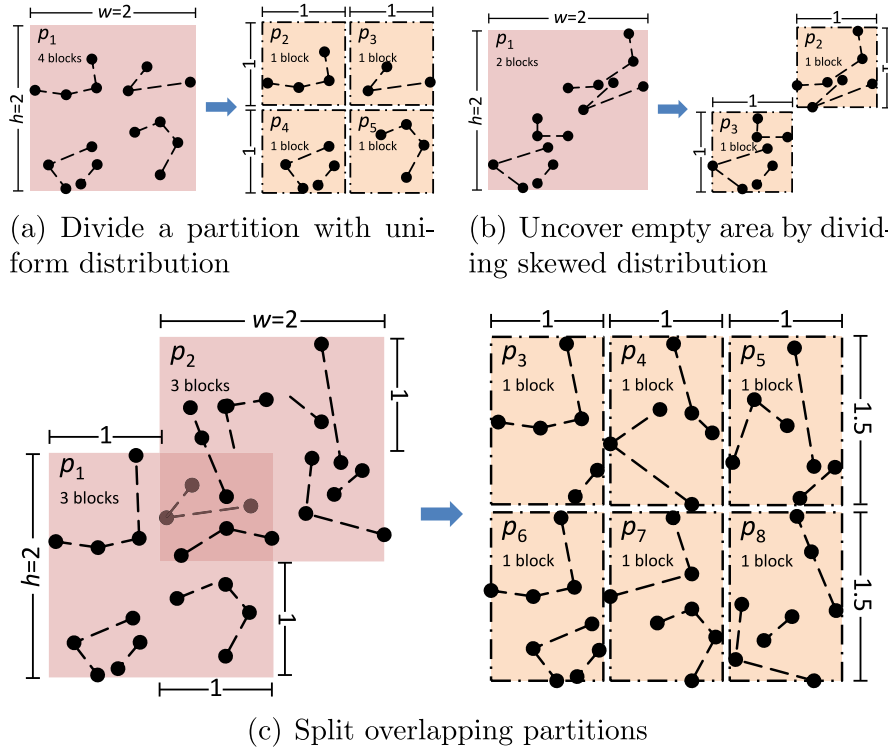 w=2
h=2
p1
4 blocks
1
1
1
1
p2
1 block
p3
1 block
p4
1 block
p5
1 block
(a) Divide a partition with uni-
form distribution
w=2
h=2
p1
2 blocks
1
1
p2
1 block
1
1
p3
1 block
(b) Uncover empty area by divid-
ing skewed distribution
w=2
p2
3 blocks
1
1
h=2
p1
3 blocks
1
1
1
1
1
1.5
1.5
p3
1 block
p4
1 block
p5
1 block
p6
1 block
p7
1 block
p8
1 block
(c) Split overlapping partitions